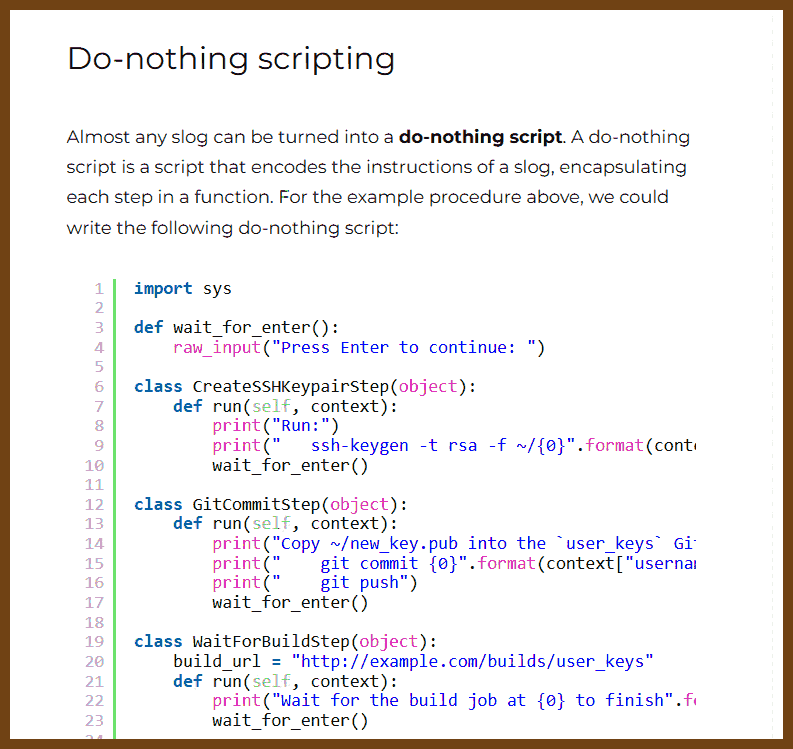 Do-nothing scripting
Almost any slog can be turned into a do-nothing script. A do-nothing
script is a script that encodes the instructions of a slog, encapsulating
each step in a function. For the example procedure above, we could
write the following do-nothing script:
1 import sys
2
3 def wait_for_enter():
4     raw_input("Press Enter to continue: ")
5
6 class CreateSSHKeypairStep(object):
7     def run(self, context):
8         print("Run:")
9         print("   ssh-keygen -t rsa -f ~/{0}".format(cont
10         wait_for_enter()
11
12 class GitCommitStep(object):
13     def run(self, context):
14         print("Copy ~/new_key.pub into the `user_keys` Gi
15         print("    git commit {0}".format(context["userna
16         print("    git push")
17         wait_for_enter()
18
19 class WaitForBuildStep(object):
20     build_url = "http://example.com/builds/user_keys"
21     def run(self, context):
22         print("Wait for the build job at {0} to finish".f
23         wait_for_enter()